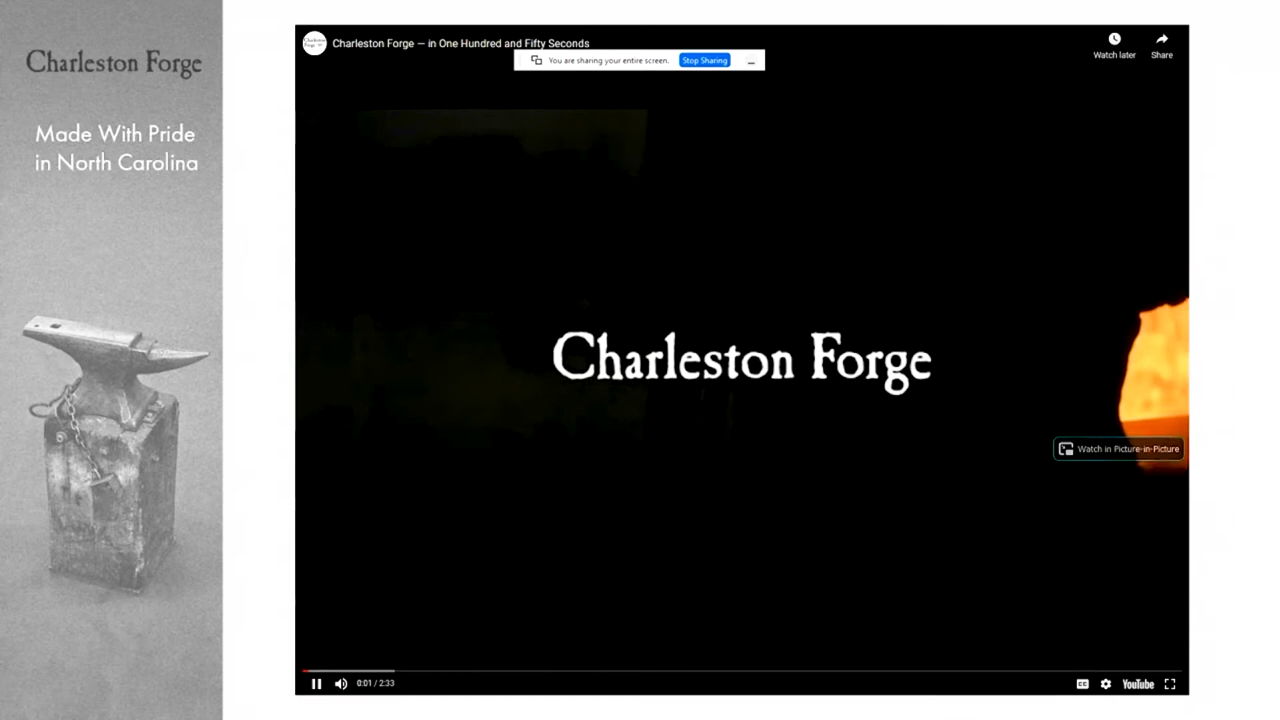 Charleston Forge
Made With Pride
in North Carolina
Charleston Forge — in One Hundred and Fifty Seconds
You are sharing your entire screen.
Stop Sharing
Watch later
Share
Charleston Forge
Watch in Picture-in-Picture
0:01 / 2:33
CC
YouTube